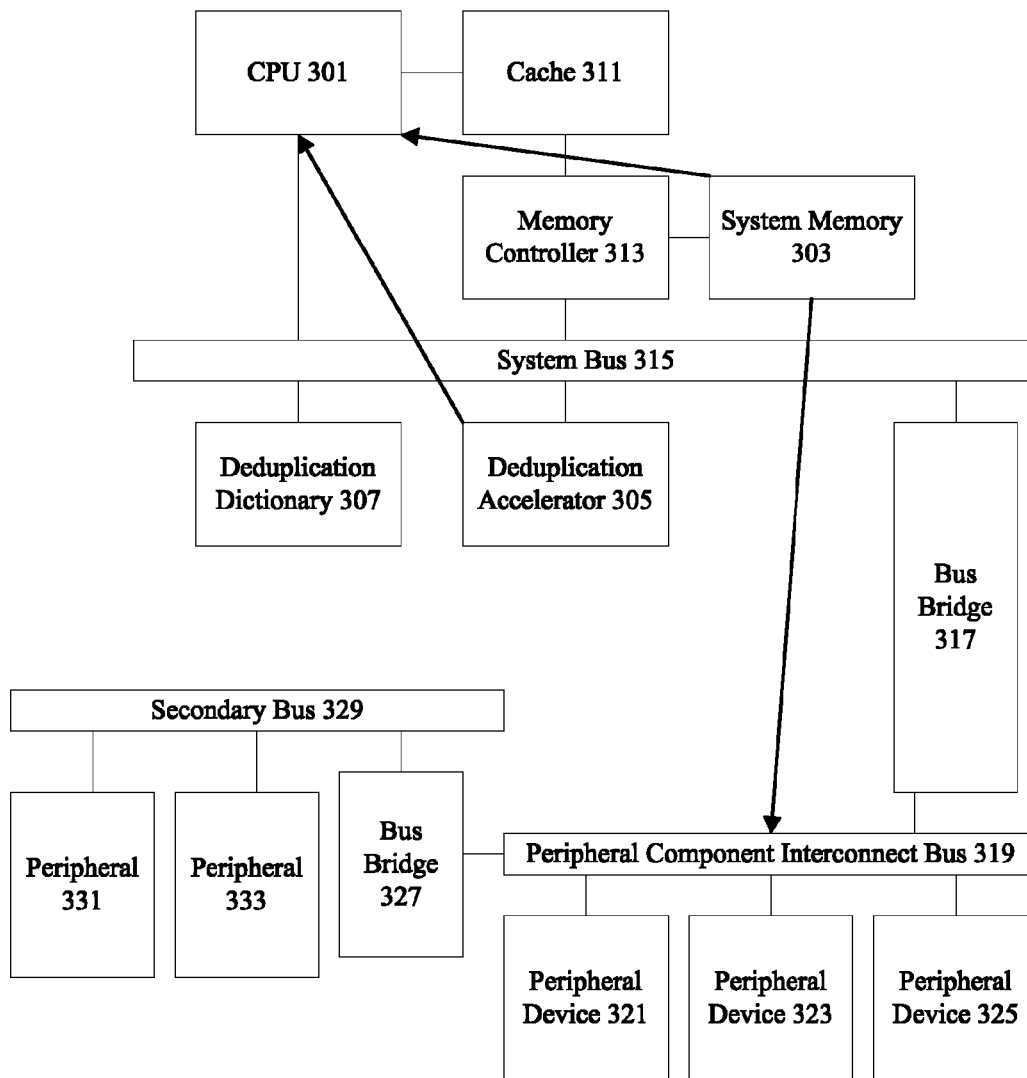 CPU 301
Cache 311
Memory
Controller 313
System Memory
303
System Bus 315
Deduplication
Dictionary 307
Deduplication
Accelerator 305
Bus
Bridge
317
Secondary Bus 329
Peripheral
331
Peripheral
333
Bus
Bridge
327
Peripheral Component Interconnect Bus 319
Peripheral
Device 321
Peripheral
Device 323
Peripheral
Device 325